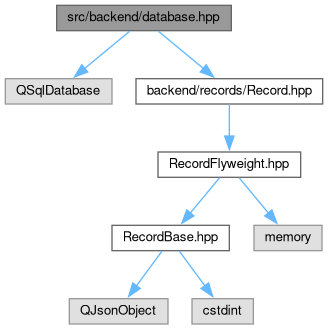 src/backend/database.hpp
QSqlDatabase
backend/records/Record.hpp
RecordFlyweight.hpp
RecordBase.hpp
memory
QJsonObject
cstdint